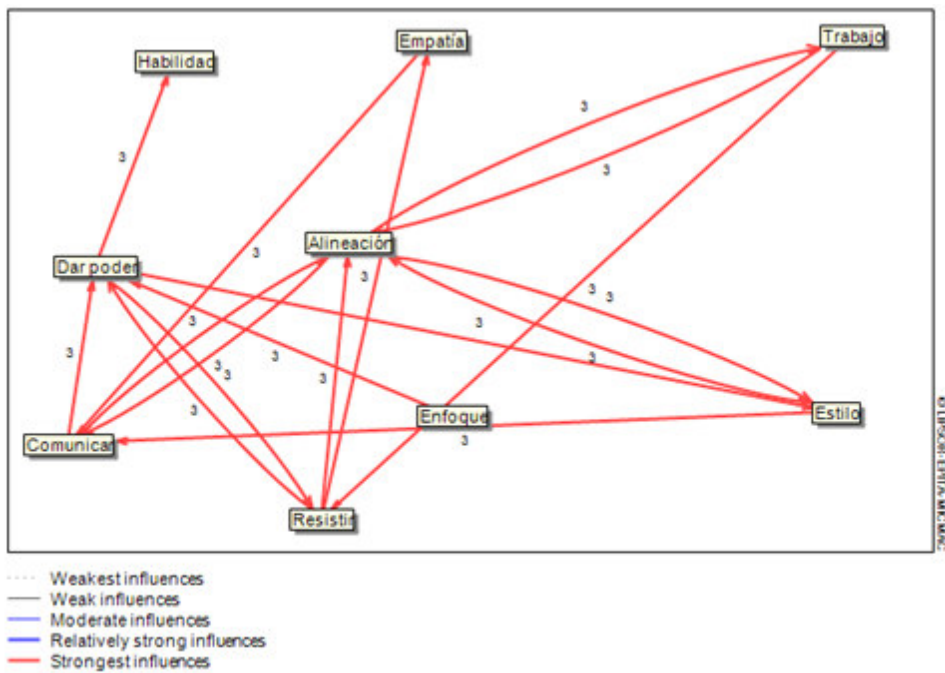 Habilidad
Empatía
Trabajo
3
3
3
3
Alineación
Dar poder
3
3
3
3
3
3
3
3
3
3
3
3
Enfoque
Estilo
3
3
Comunicar
Resistir
Weakest influences
Weak influences
Moderate influences
Relatively strong influences
Strongest influences